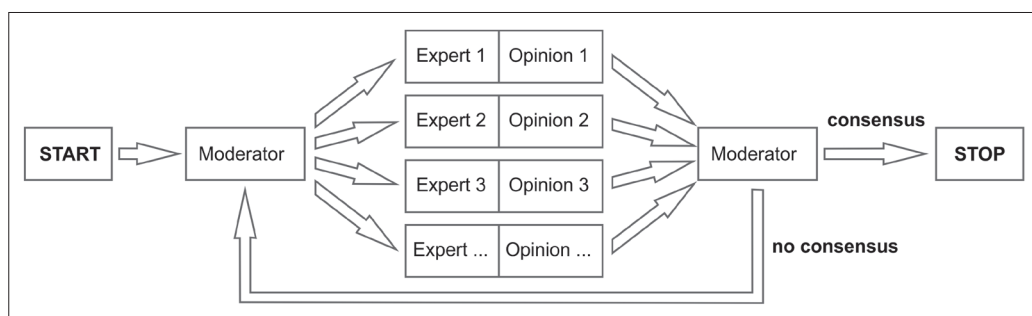 START
Moderator
Expert 1
Opinion 1
Expert 2
Opinion 2
Expert 3
Opinion 3
Expert ...
Opinion ...
Moderator
consensus
STOP
no consensus